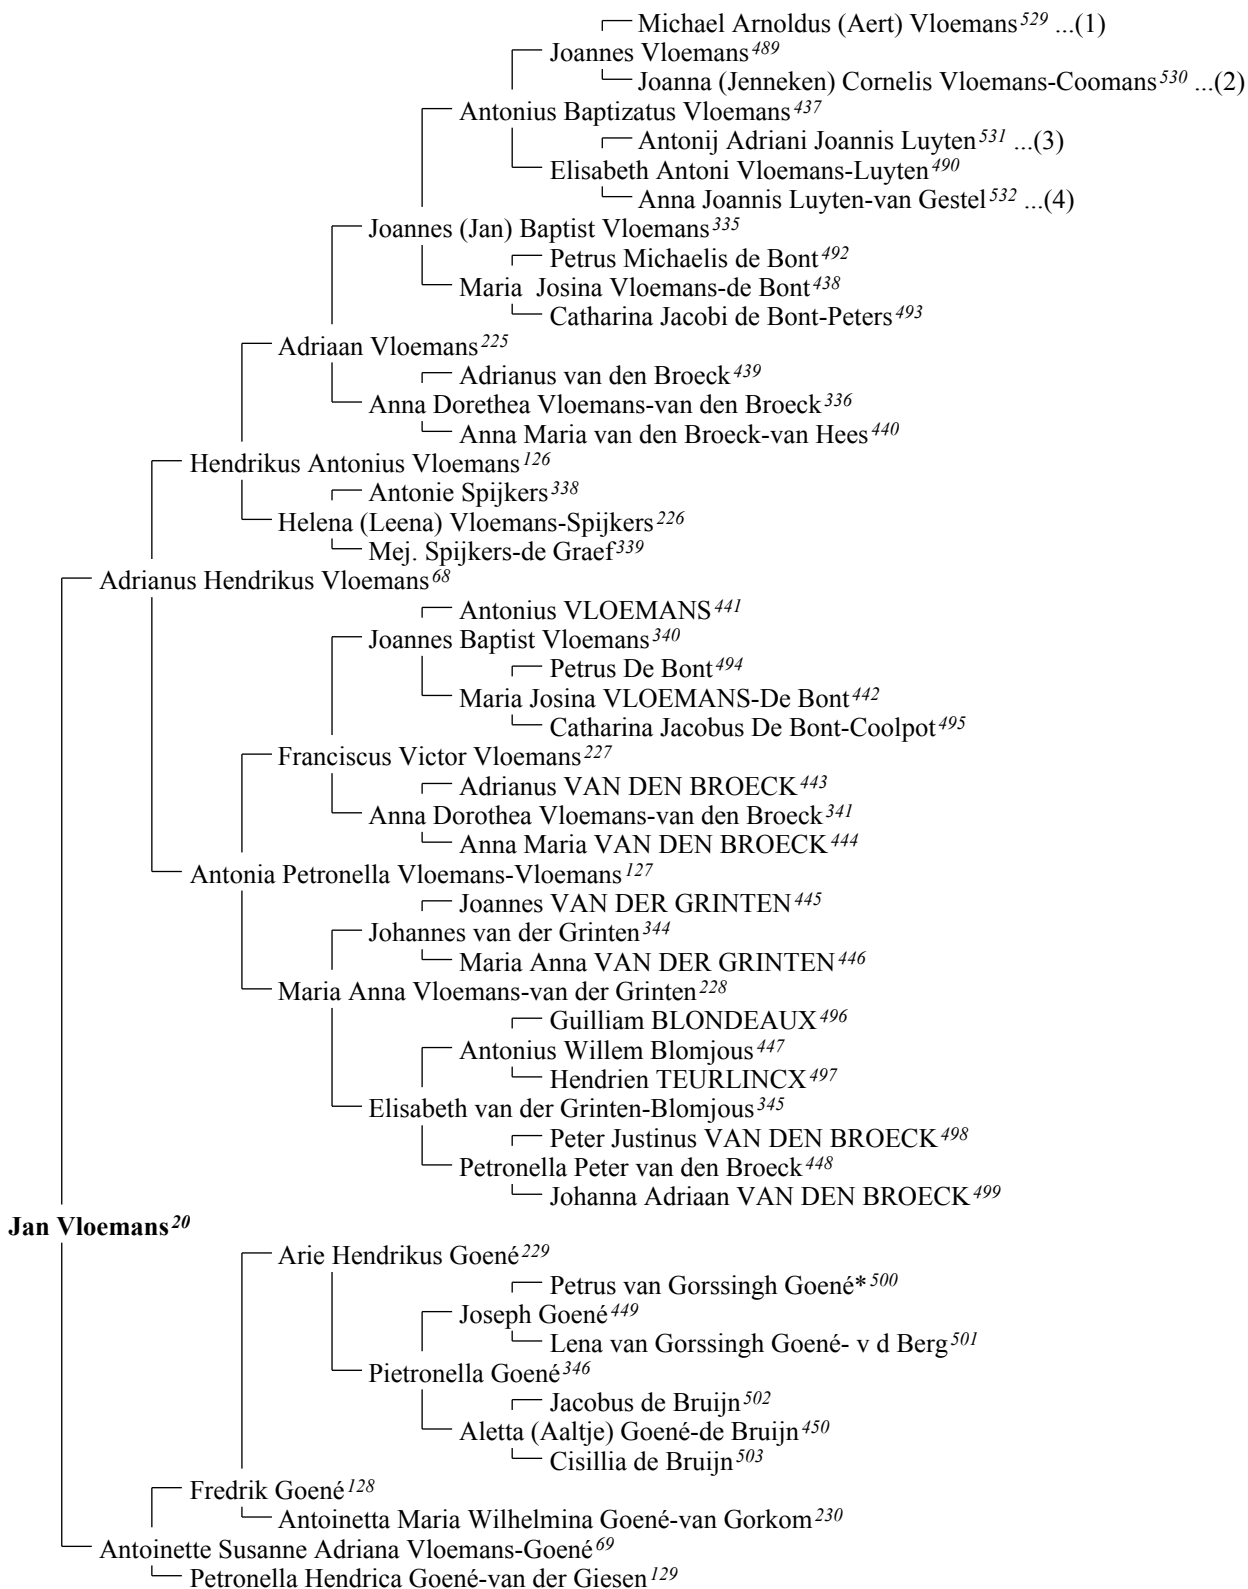 Michael Arnoldus (Aert) Vloemans529 ...(1)
Joannes Vloemans489
Joanna (Jenneken) Cornelis Vloemans-Coomans530 ...(2)
Antonius Baptizatus Vloemans437
Antonij Adriani Joannis Luyten531 ...(3)
Elisabeth Antoni Vloemans-Luyten490
Anna Joannis Luyten-van Gestel532 ...(4)
Joannes (Jan) Baptist Vloemans335
Petrus Michaelis de Bont492
Maria Josina Vloemans-de Bont438
Catharina Jacobi de Bont-Peters493
Adriaan Vloemans225
Adrianus van den Broeck439
Anna Dorethea Vloemans-van den Broeck336
Anna Maria van den Broeck-van Hees440
Hendrikus Antonius Vloemans126
Antonie Spijkers338
Helena (Leena) Vloemans-Spijkers226
Mej. Spijkers-de Graef339
Adrianus Hendrikus Vloemans68
Antonius VLOEMANS441
Joannes Baptist Vloemans340
Petrus De Bont494
Maria Josina VLOEMANS-De Bont442
Catharina Jacobus De Bont-Coolpot495
Franciscus Victor Vloemans227
Adrianus VAN DEN BROECK443
Anna Dorothea Vloemans-van den Broeck341
Anna Maria VAN DEN BROECK444
Antonia Petronella Vloemans-Vloemans127
Joannes VAN DER GRINTEN445
Johannes van der Grinten344
Maria Anna VAN DER GRINTEN446
Maria Anna Vloemans-van der Grinten228
Guilliam BLONDEAUX496
Antonius Willem Blomjous447
Hendrien TEURLINCX497
Elisabeth van der Grinten-Blomjous345
Peter Justinus VAN DEN BROECK498
Petronella Peter van den Broeck448
Johanna Adriaan VAN DEN BROECK499
Jan Vloemans20
Arie Hendrikus Goené229
Petrus van Gorssingh Goené*500
Joseph Goené449
Lena van Gorssingh Goené- v d Berg501
Pietronella Goené346
Jacobus de Bruijn502
Aletta (Aaltje) Goené-de Bruijn450
Cisillia de Bruijn503
Fredrik Goené128
Antoinetta Maria Wilhelmina Goené-van Gorkom230
Antoinette Susanne Adriana Vloemans-Goené69
Petronella Hendrica Goené-van der Giesen129